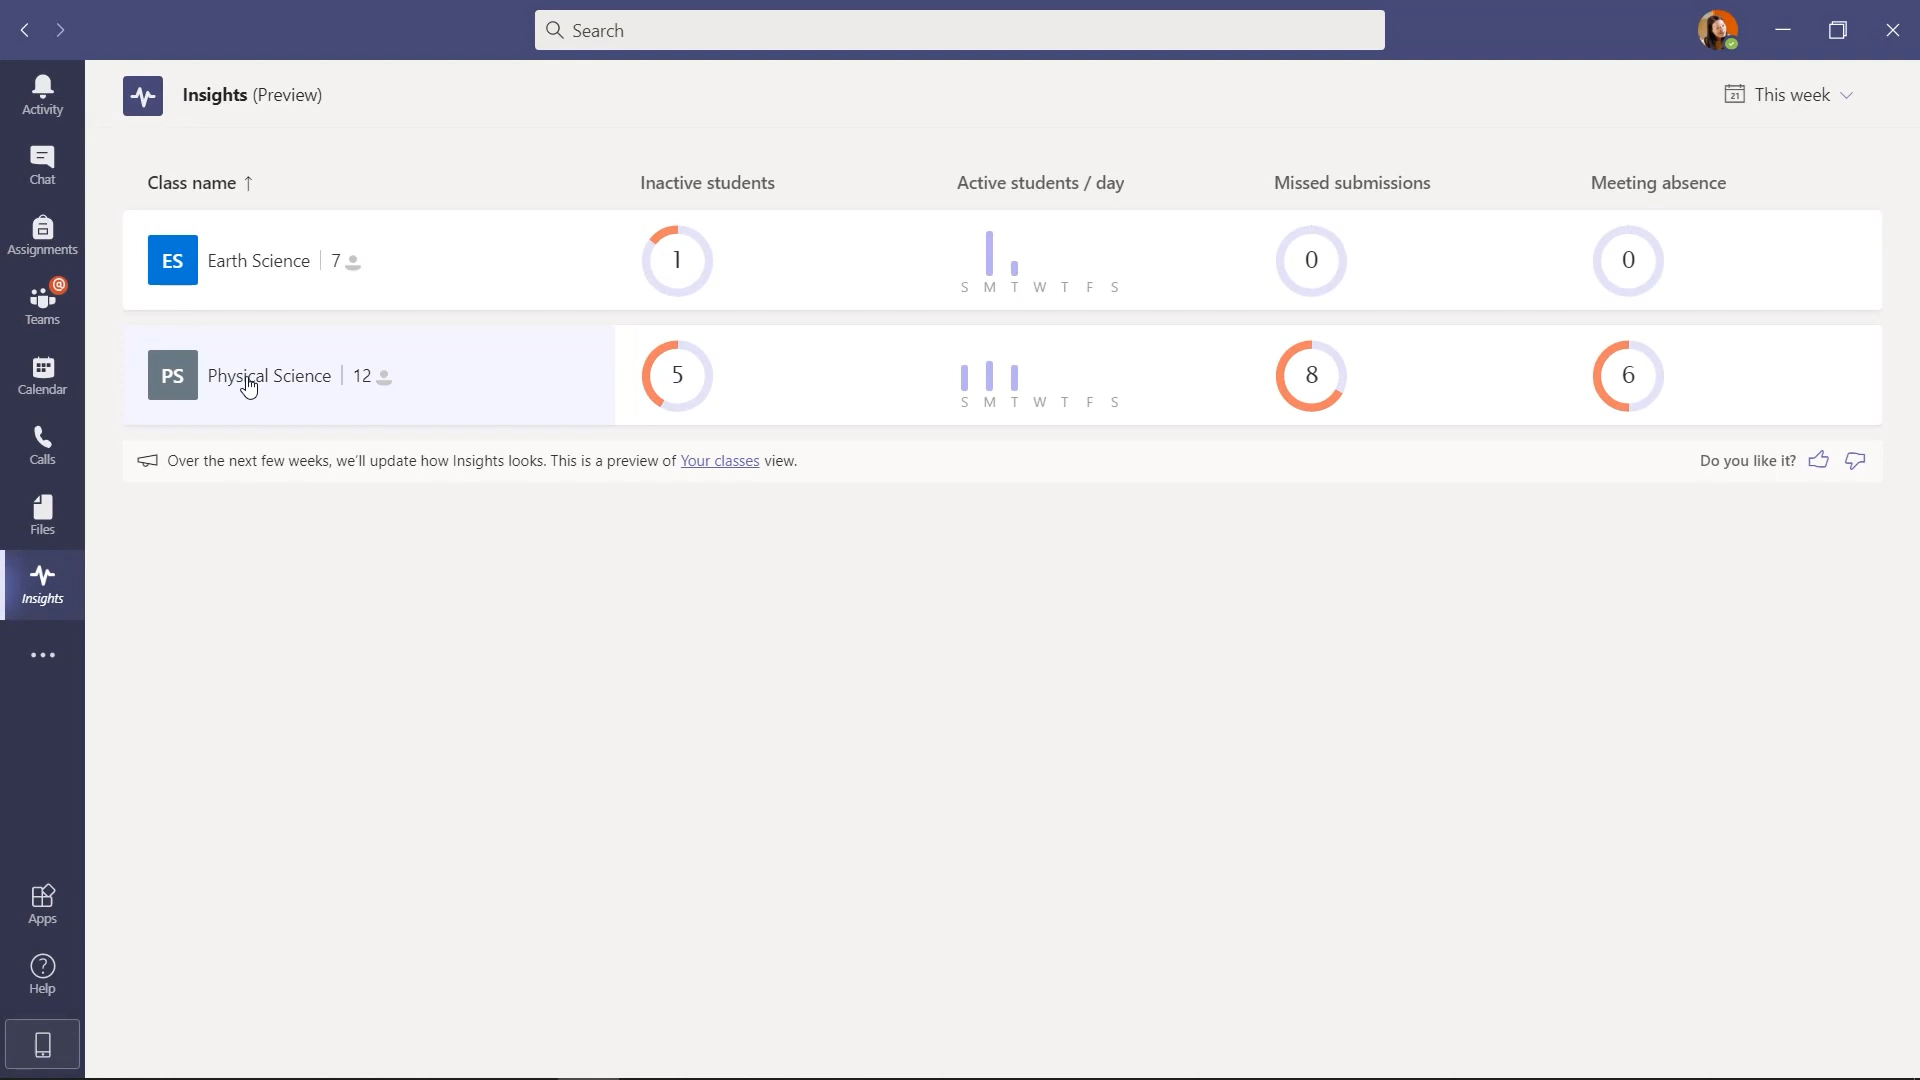 Search
Activity
Chat
Assignments
@
Teams
Calendar
Calls
Files
Insights
Apps
Help
Insights (Preview)
21 This week
Class name ↑ Inactive students Active students / day Missed submissions Meeting absence
ES Earth Science | 7 1 0 0
S M T W T F S
PS Physical Science | 12 5 8 6
S M T W T F S
Over the next few weeks, we'll update how Insights looks. This is a preview of Your classes view. Do you like it?